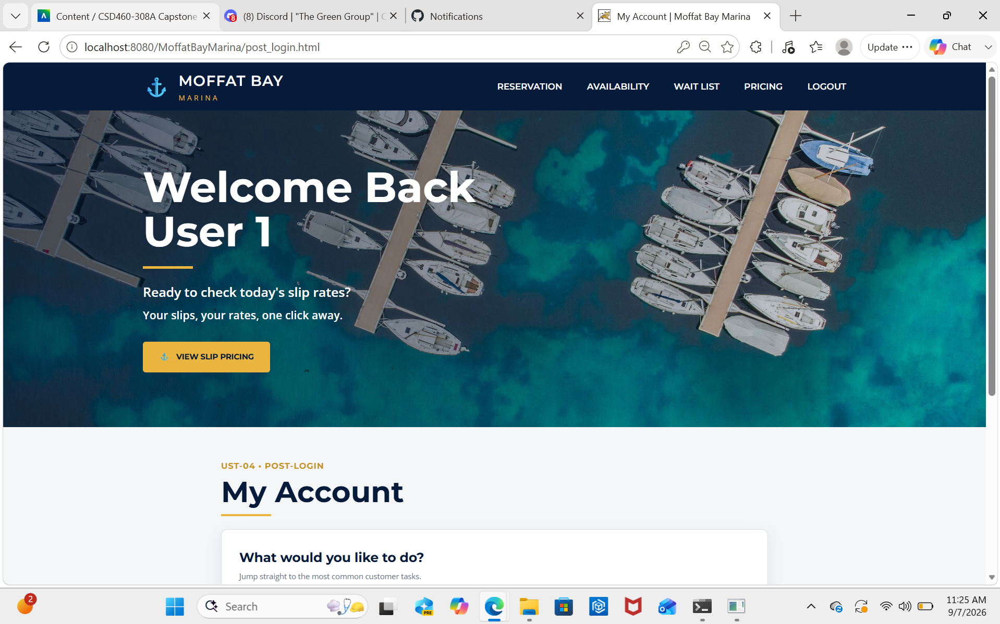 Content / CSD460-308A Capstone
(8) Discord | "The Green Group" | C
Notifications
My Account | Moffat Bay Marina
localhost:8080/MoffatBayMarina/post_login.html
Update
Chat
MOFFAT BAY
MARINA
RESERVATION
AVAILABILITY
WAIT LIST
PRICING
LOGOUT
Welcome Back
User 1
Ready to check today's slip rates?
Your slips, your rates, one click away.
VIEW SLIP PRICING
UST-04 • POST-LOGIN
My Account
What would you like to do?
Jump straight to the most common customer tasks.
2
Search
PRE
11:25 AM
9/7/2026